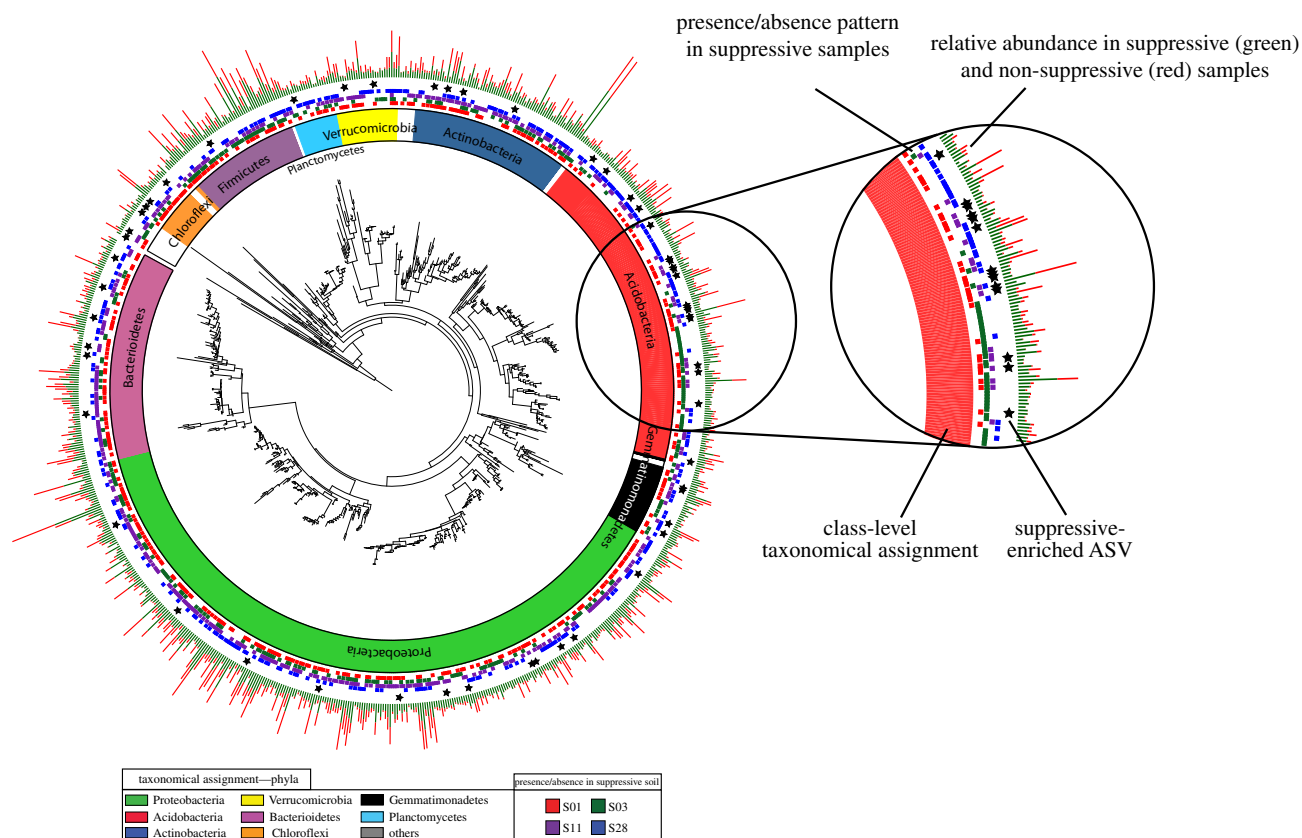 presence/absence pattern
in suppressive samples
relative abundance in suppressive (green)
and non-suppressive (red) samples
Verrucomicrobia
Actinobacteria
Planctomycetes
Firmicutes
Chloroflexi
Acidobacteria
Bacterioidetes
Gemmatinomonadetes
Proteobacteria
class-level
taxonomical assignment
suppressive-
enriched ASV
taxonomical assignment—phyla
Proteobacteria
Verrucomicrobia
Gemmatimonadetes
Acidobacteria
Bacterioidetes
Planctomycetes
Actinobacteria
Chloroflexi
others
presence/absence in suppressive soil
S01
S03
S11
S28